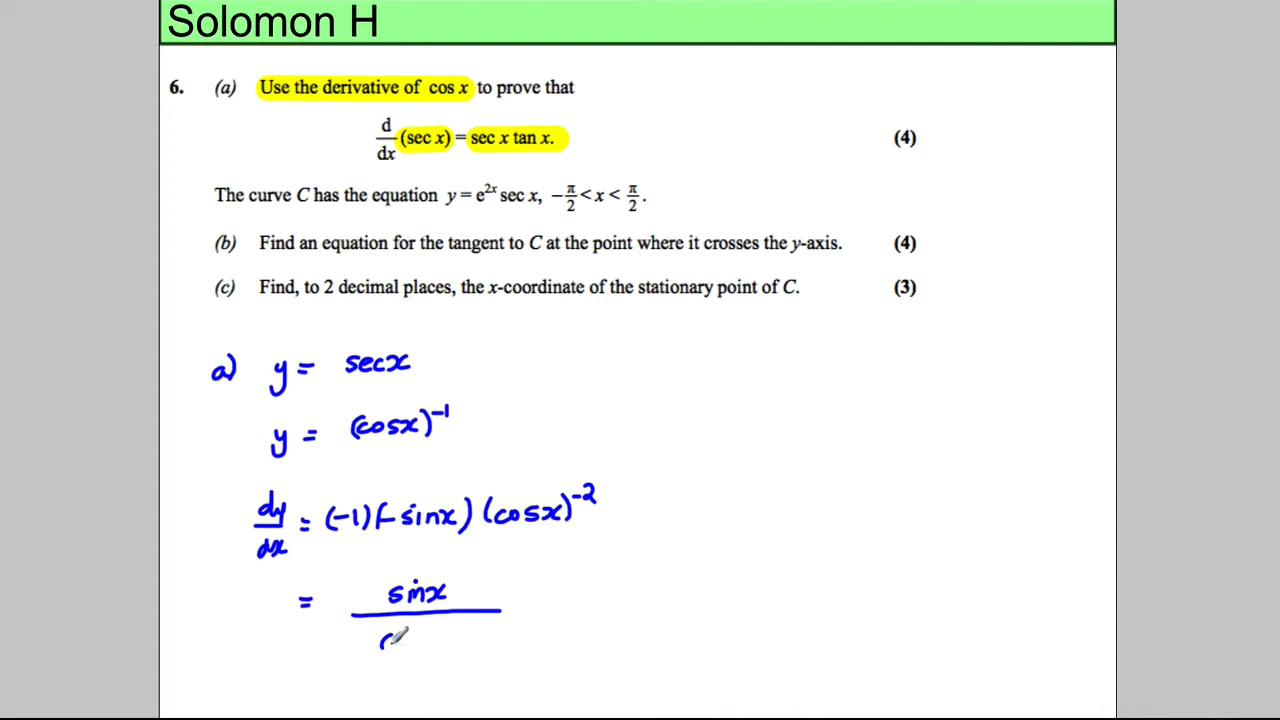 Solomon H
6. (a) Use the derivative of cos x to prove that
d/dx (sec x) = sec x tan x. (4)
The curve C has the equation y = e^{2x} sec x, −π/2 < x < π/2.
(b) Find an equation for the tangent to C at the point where it crosses the y-axis. (4)
(c) Find, to 2 decimal places, the x-coordinate of the stationary point of C. (3)
a) y = secx
y = (cosx)^{-1}
dy/dx = (-1)(-sinx)(cosx)^{-2}
= sinx